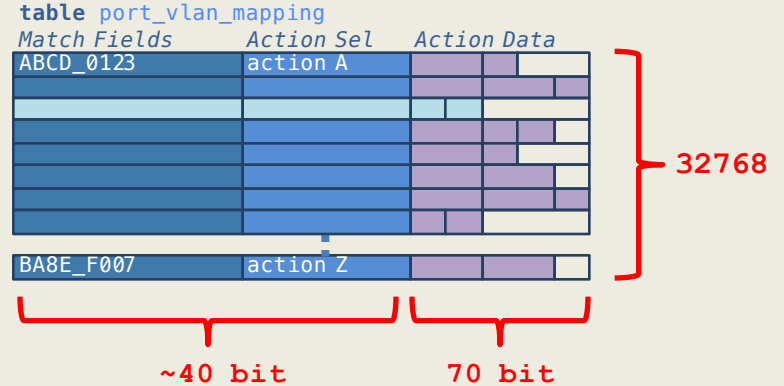 table port_vlan_mapping
Match Fields Action Sel Action Data
ABCD_0123 action A
32768
BA8E_F007 action Z
~40 bit 70 bit